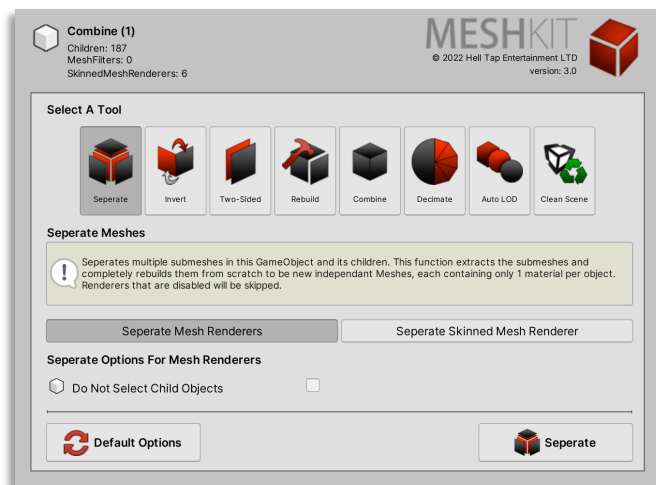 Combine (1)
Children: 187
MeshFilters: 0
SkinnedMeshRenderers: 6
MESHKIT
© 2022 Hell Tap Entertainment LTD
version: 3.0
Select A Tool
Seperate
Invert
Two-Sided
Rebuild
Combine
Decimate
Auto LOD
Clean Scene
Seperate Meshes
Seperates multiple submeshes in this GameObject and its children. This function extracts the submeshes and
completely rebuilds them from scratch to be new independant Meshes, each containing only 1 material per object.
Renderers that are disabled will be skipped.
Seperate Mesh Renderers
Seperate Skinned Mesh Renderer
Seperate Options For Mesh Renderers
Do Not Select Child Objects
Default Options
Seperate